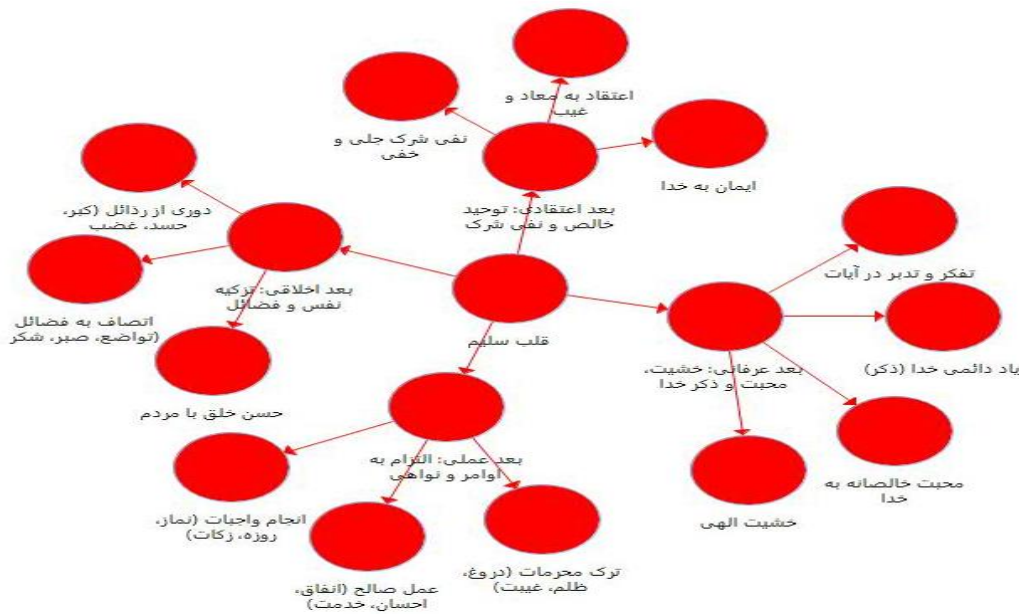 اعتقاد به معاد و
غیب
نفی شرک جلی و
خفی
ایمان به خدا
بعد اعتقادی: توحید
خالص و نفی شرک
دوری از رذائل (کبر،
حسد، غضب
اتصاف به فضائل
(تواضع، صبر، شکر
بعد اخلاقی: تزکیه
نفس و فضائل
حسن خلق با مردم
قلب سلیم
تفکر و تدبر در آیات
یاد دائمی خدا (ذکر)
بعد عرفانی: خشیت،
محبت و ذکر خدا
محبت خالصانه به
خدا
خشیت الهی
بعد عملی: التزام به
اوامر و نواهی
انجام واجبات (نماز،
روزه، زکات)
عمل صالح (انفاق،
احسان، خدمت)
ترک محرمات (دروغ،
ظلم، غیبت)